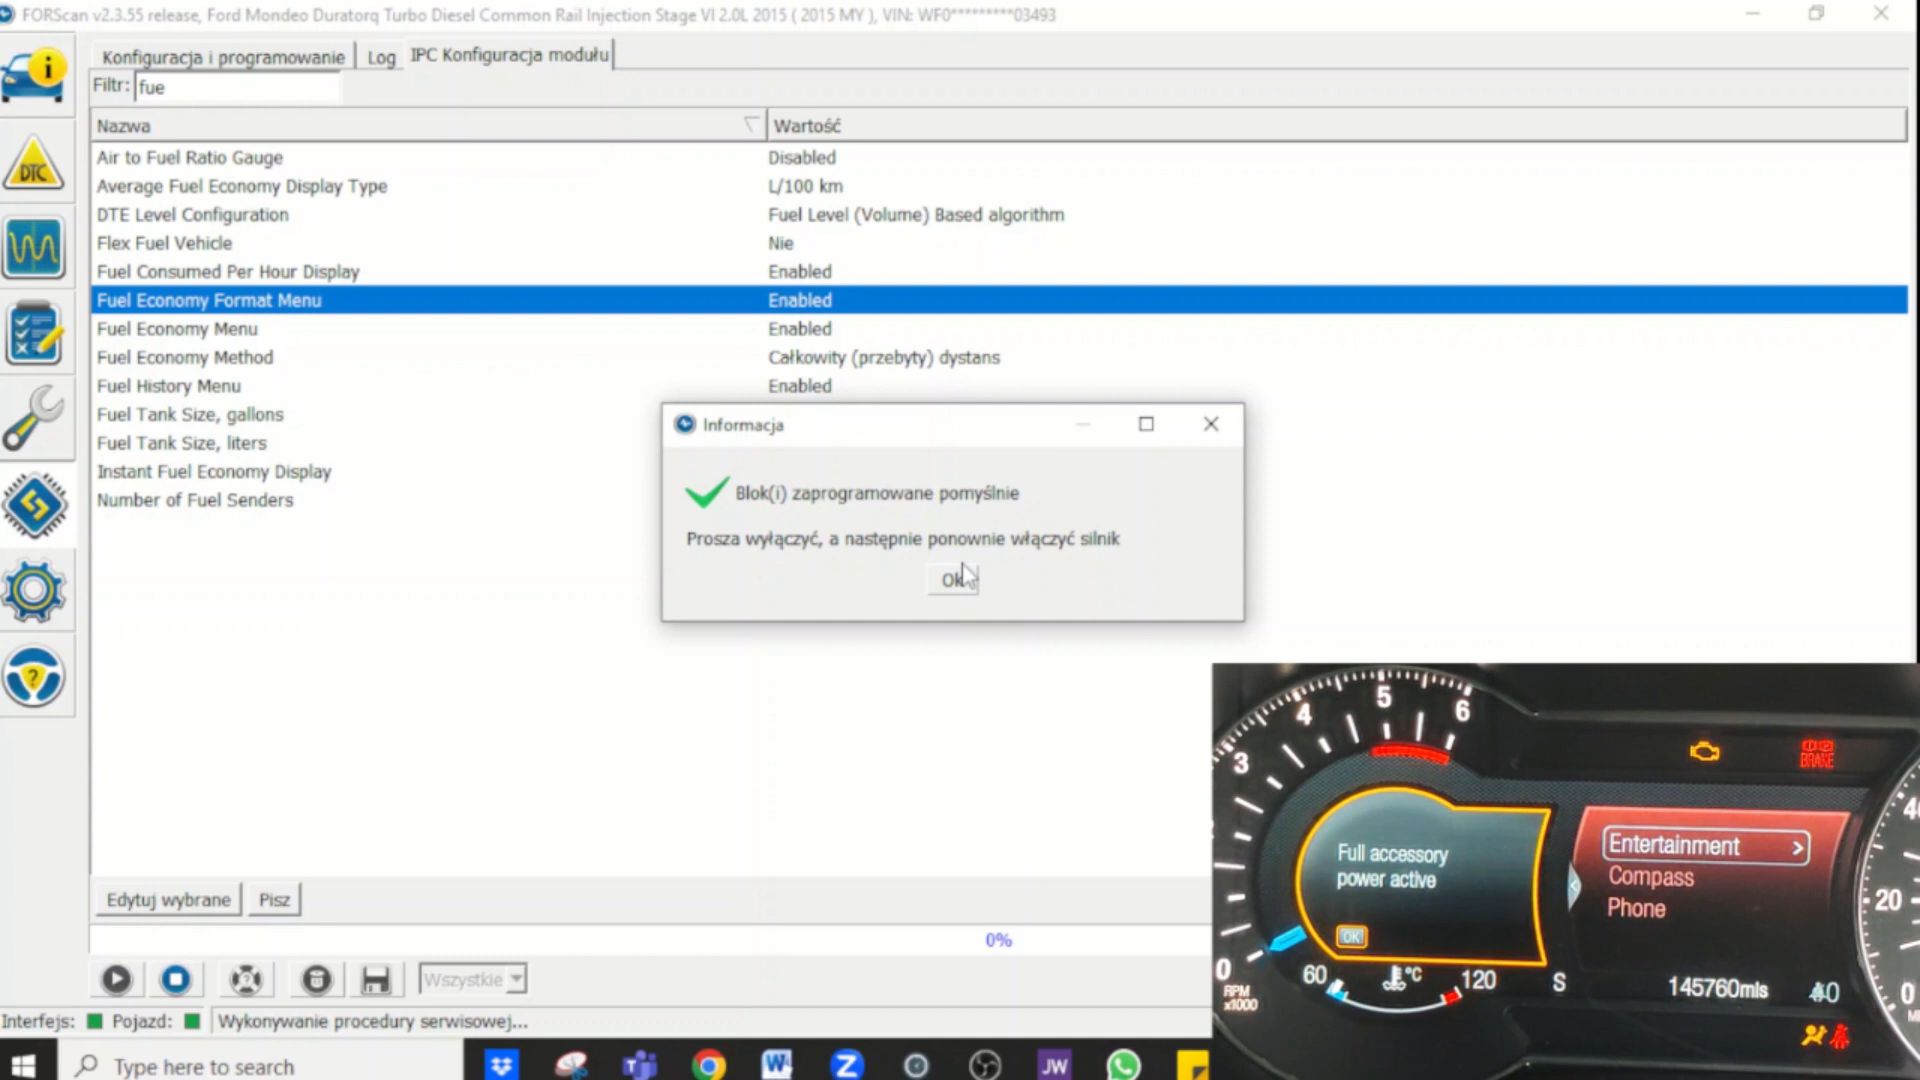 FORScan v2.3.55 release, Ford Mondeo Duratorq Turbo Diesel Common Rail Injection Stage VI 2.0L 2015 ( 2015 MY ), VIN: WF0*********03493
Konfiguracja i programowanie
Log
IPC Konfiguracja modułu
Filtr: fue
Nazwa
Wartość
Air to Fuel Ratio Gauge
Disabled
Average Fuel Economy Display Type
L/100 km
DTE Level Configuration
Fuel Level (Volume) Based algorithm
Flex Fuel Vehicle
Nie
Fuel Consumed Per Hour Display
Enabled
Fuel Economy Format Menu
Enabled
Fuel Economy Menu
Enabled
Fuel Economy Method
Całkowity (przebyty) dystans
Fuel History Menu
Enabled
Fuel Tank Size, gallons
Fuel Tank Size, liters
Instant Fuel Economy Display
Number of Fuel Senders
DTC
Informacja
Blok(i) zaprogramowane pomyślnie
Prosza wyłączyć, a następnie ponownie włączyć silnik
Ok
Edytuj wybrane
Pisz
0%
Wszystkie
Interfejs:
Pojazd:
Wykonywanie procedury serwisowej...
Type here to search
W
Z
JW
3
4
5
6
BRAKE
Full accessory
power active
OK
Entertainment >
Compass
Phone
40
20
0
0
RPM
x1000
60
°C
120
S
145760mls